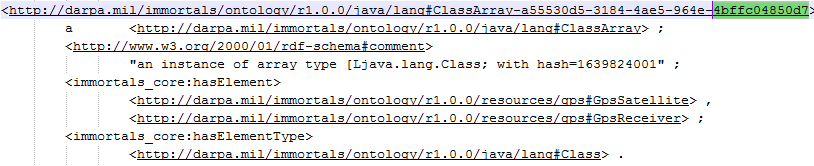 <http://darpa.mil/immortals/ontology/r1.0.0/java/lang#ClassArray-a55530d5-3184-4ae5-964e-4bffc04850d7>
a <http://darpa.mil/immortals/ontology/r1.0.0/java/lang#ClassArray> ;
<http://www.w3.org/2000/01/rdf-schema#comment>
"an instance of array type [Ljava.lang.Class; with hash=1639824001" ;
<immortals_core:hasElement>
<http://darpa.mil/immortals/ontology/r1.0.0/resources/gps#GpsSatellite> ,
<http://darpa.mil/immortals/ontology/r1.0.0/resources/gps#GpsReceiver> ;
<immortals_core:hasElementType>
<http://darpa.mil/immortals/ontology/r1.0.0/java/lang#Class> .